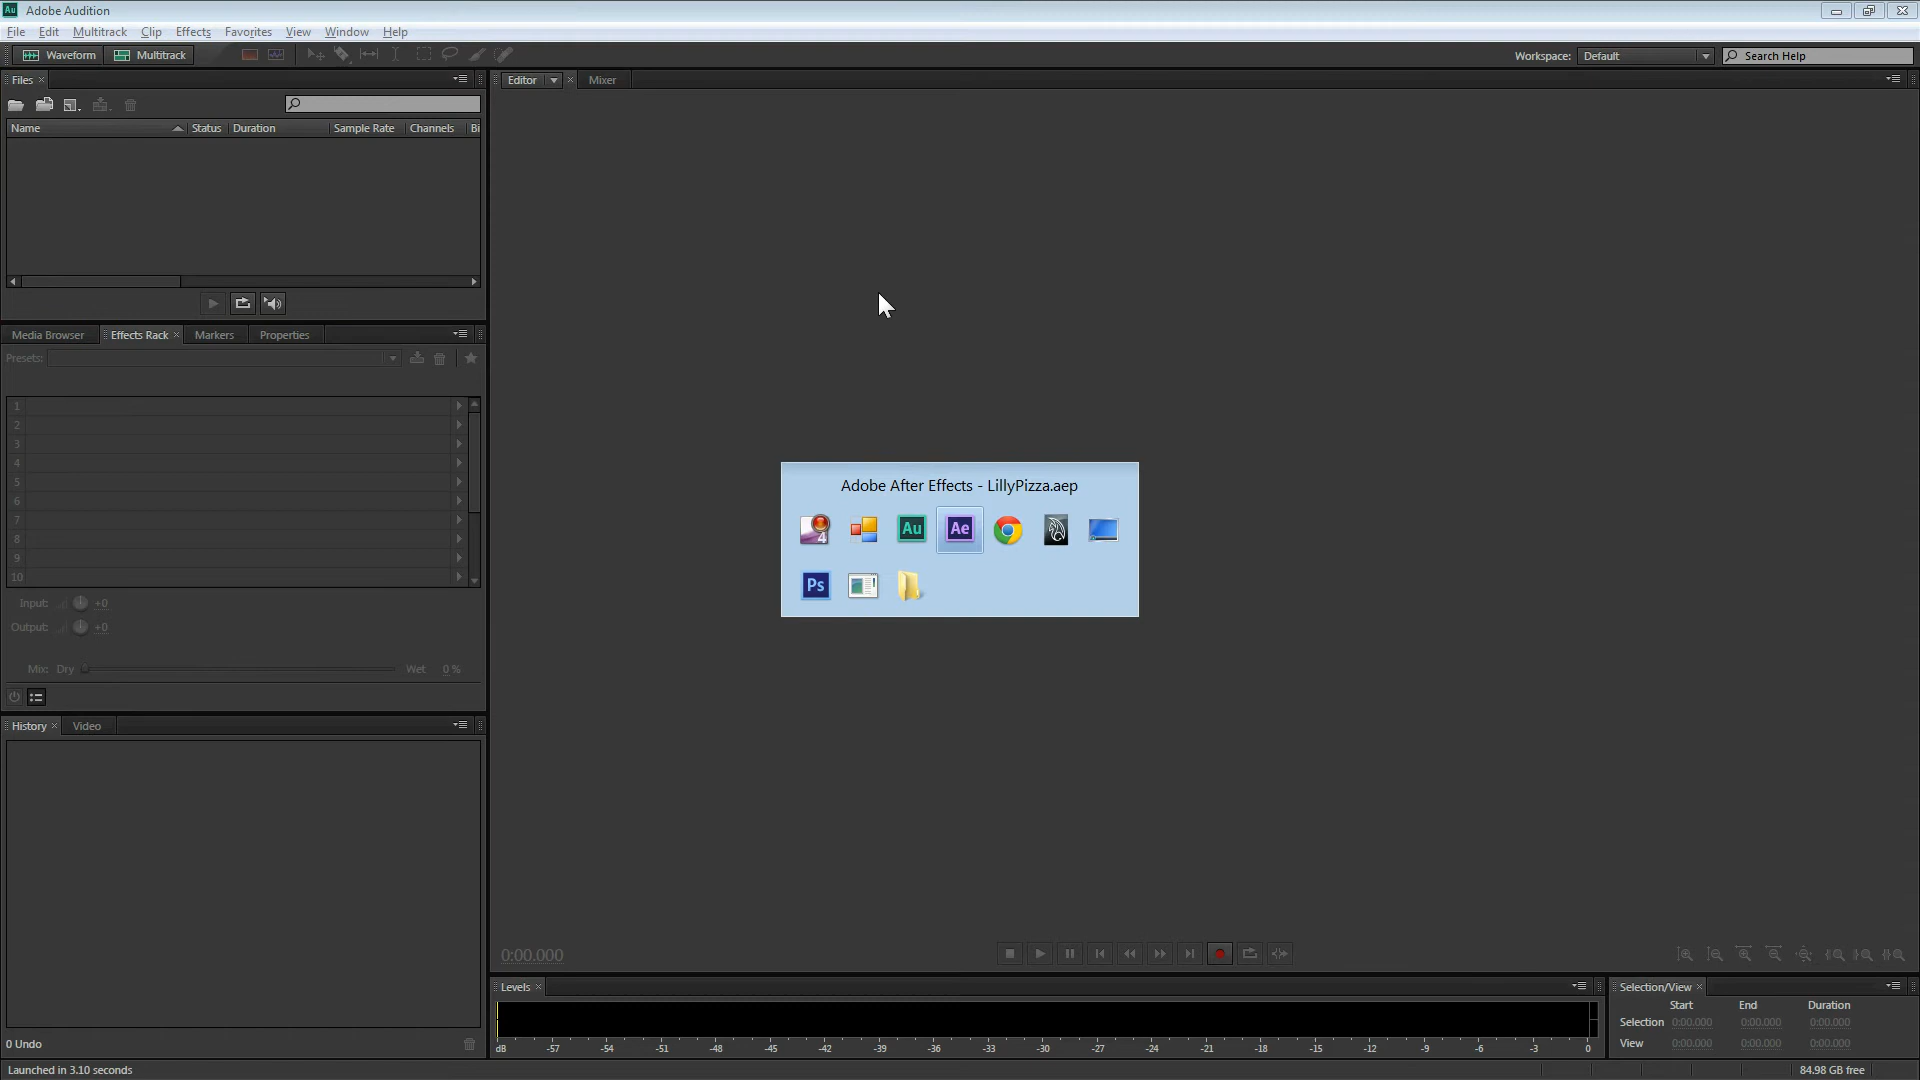 Au Adobe Audition
File Edit Multitrack Clip Effects Favorites View Window Help
Waveform Multitrack Workspace: Default Search Help
Files Editor Mixer
Name Status Duration Sample Rate Channels Bi
Media Browser Effects Rack Markers Properties
Presets:
1
2
3
4
5
6
7
8
9
10
Adobe After Effects - LillyPizza.aep
4 Au Ae
Ps
Input: +0
Output: +0
Mix: Dry Wet 0 %
History Video
0:00.000
Levels Selection/View
Start End Duration
Selection 0:00.000 0:00.000 0:00.000
View 0:00.000 0:00.000 0:00.000
0 Undo
dB -57 -54 -51 -48 -45 -42 -39 -36 -33 -30 -27 -24 -21 -18 -15 -12 -9 -6 -3 0
Launched in 3.10 seconds 84.98 GB free